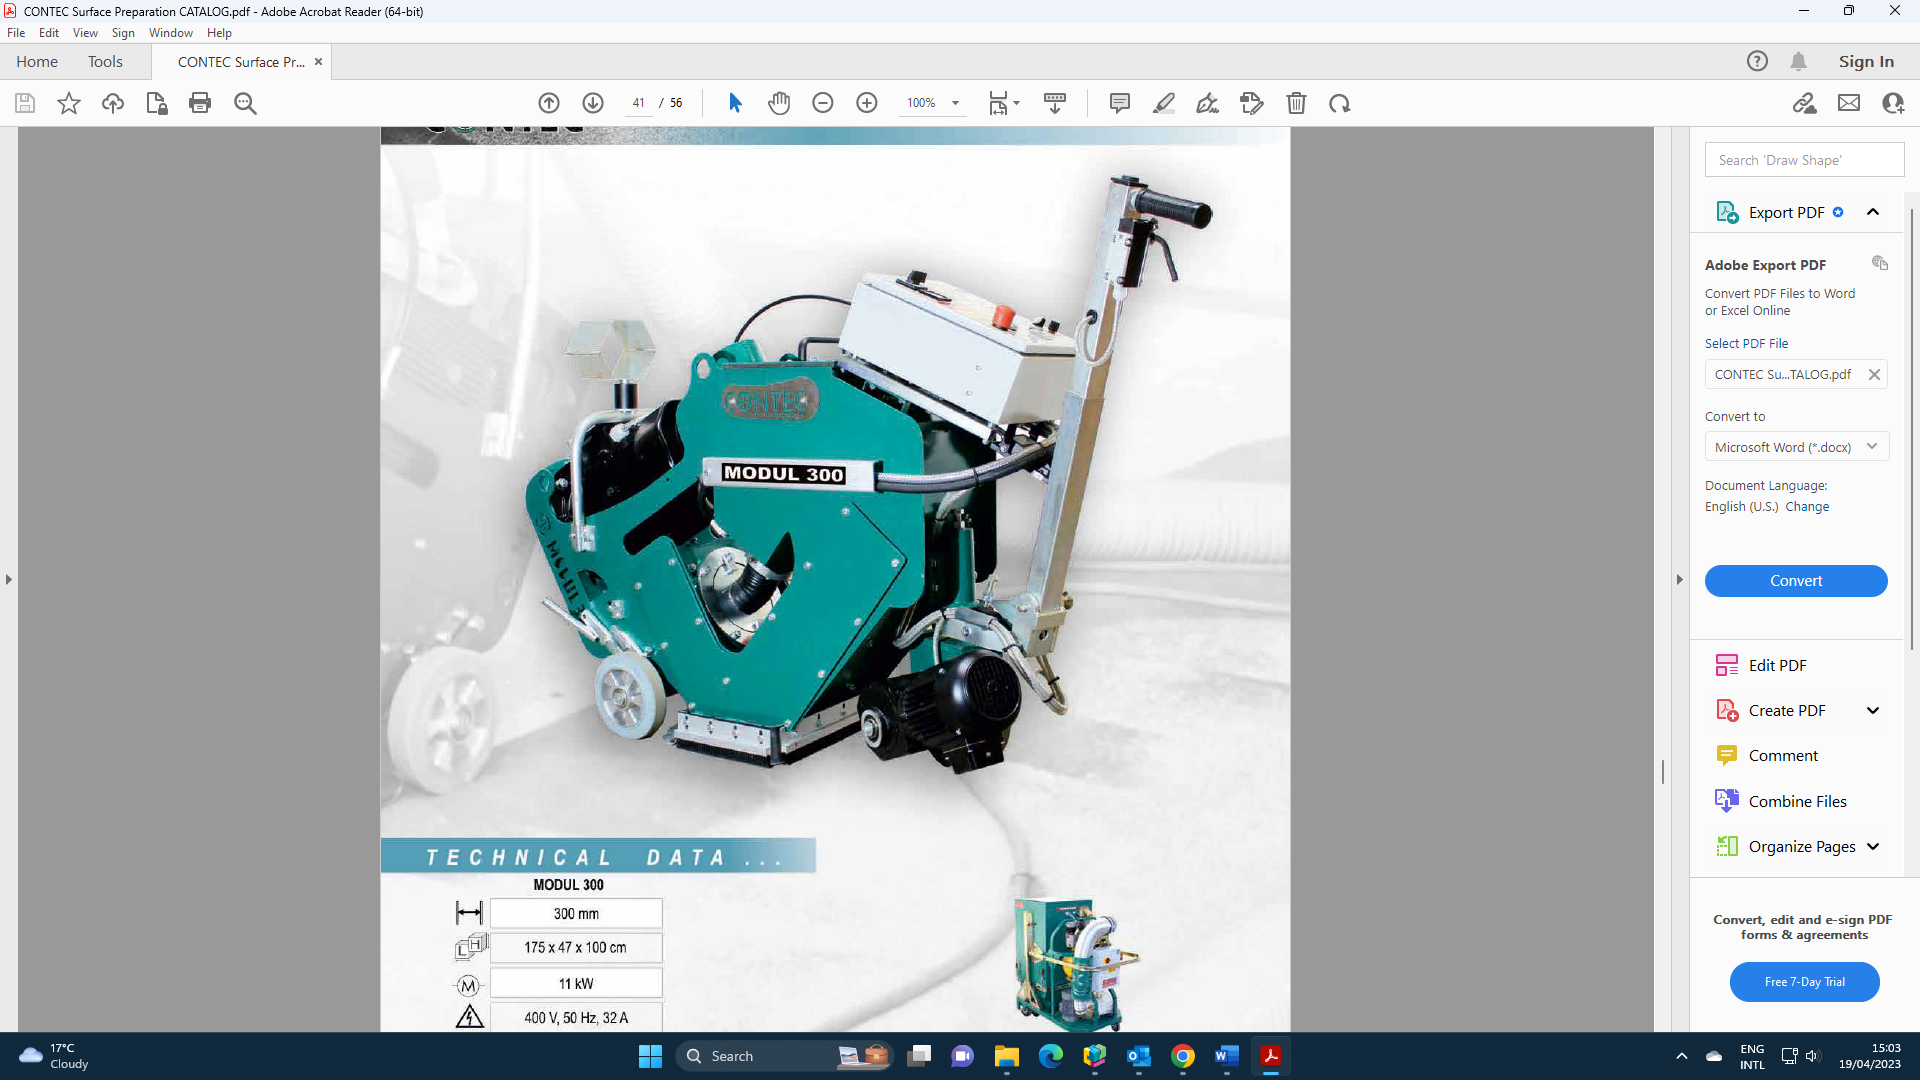 CONTEC Surface Preparation CATALOG.pdf - Adobe Acrobat Reader (64-bit)
File Edit View Sign Window Help
Home Tools CONTEC Surface Pr... Sign In
41 / 56 100%
CONTEC
Search 'Draw Shape'
Export PDF
Adobe Export PDF
Convert PDF Files to Word
or Excel Online
Select PDF File
CONTEC Su...TALOG.pdf
Convert to
Microsoft Word (*.docx)
Document Language:
English (U.S.) Change
Convert
Edit PDF
Create PDF
Comment
Combine Files
Organize Pages
Convert, edit and e-sign PDF
forms & agreements
Free 7-Day Trial
CONTEC
MODUL 300
TECHNICAL DATA ...
MODUL 300
300 mm
L H 175 x 47 x 100 cm
M 11 kW
400 V, 50 Hz, 32 A
17°C
Cloudy
Search
ENG
INTL
15:03
19/04/2023